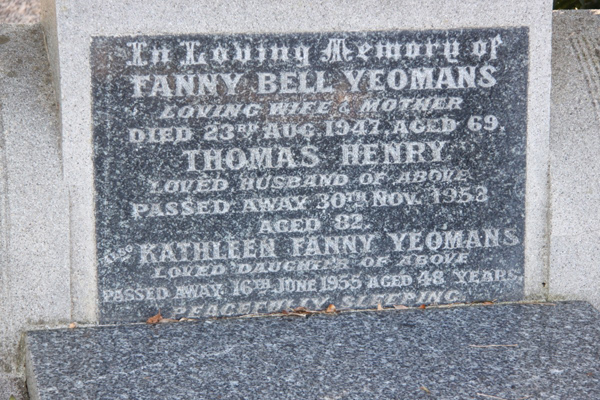 In Loving Memory of
FANNY BELL YEOMANS
LOVING WIFE & MOTHER
DIED 23RD AUG. 1947. AGED 69.
THOMAS HENRY
LOVED HUSBAND OF ABOVE
PASSED AWAY 30TH NOV. 1953
AGED 82.
ALSO KATHLEEN FANNY YEOMANS
LOVED DAUGHTER OF ABOVE
PASSED AWAY 16TH JUNE 1955 AGED 48 YEARS.
PEACEFULLY SLEEPING.